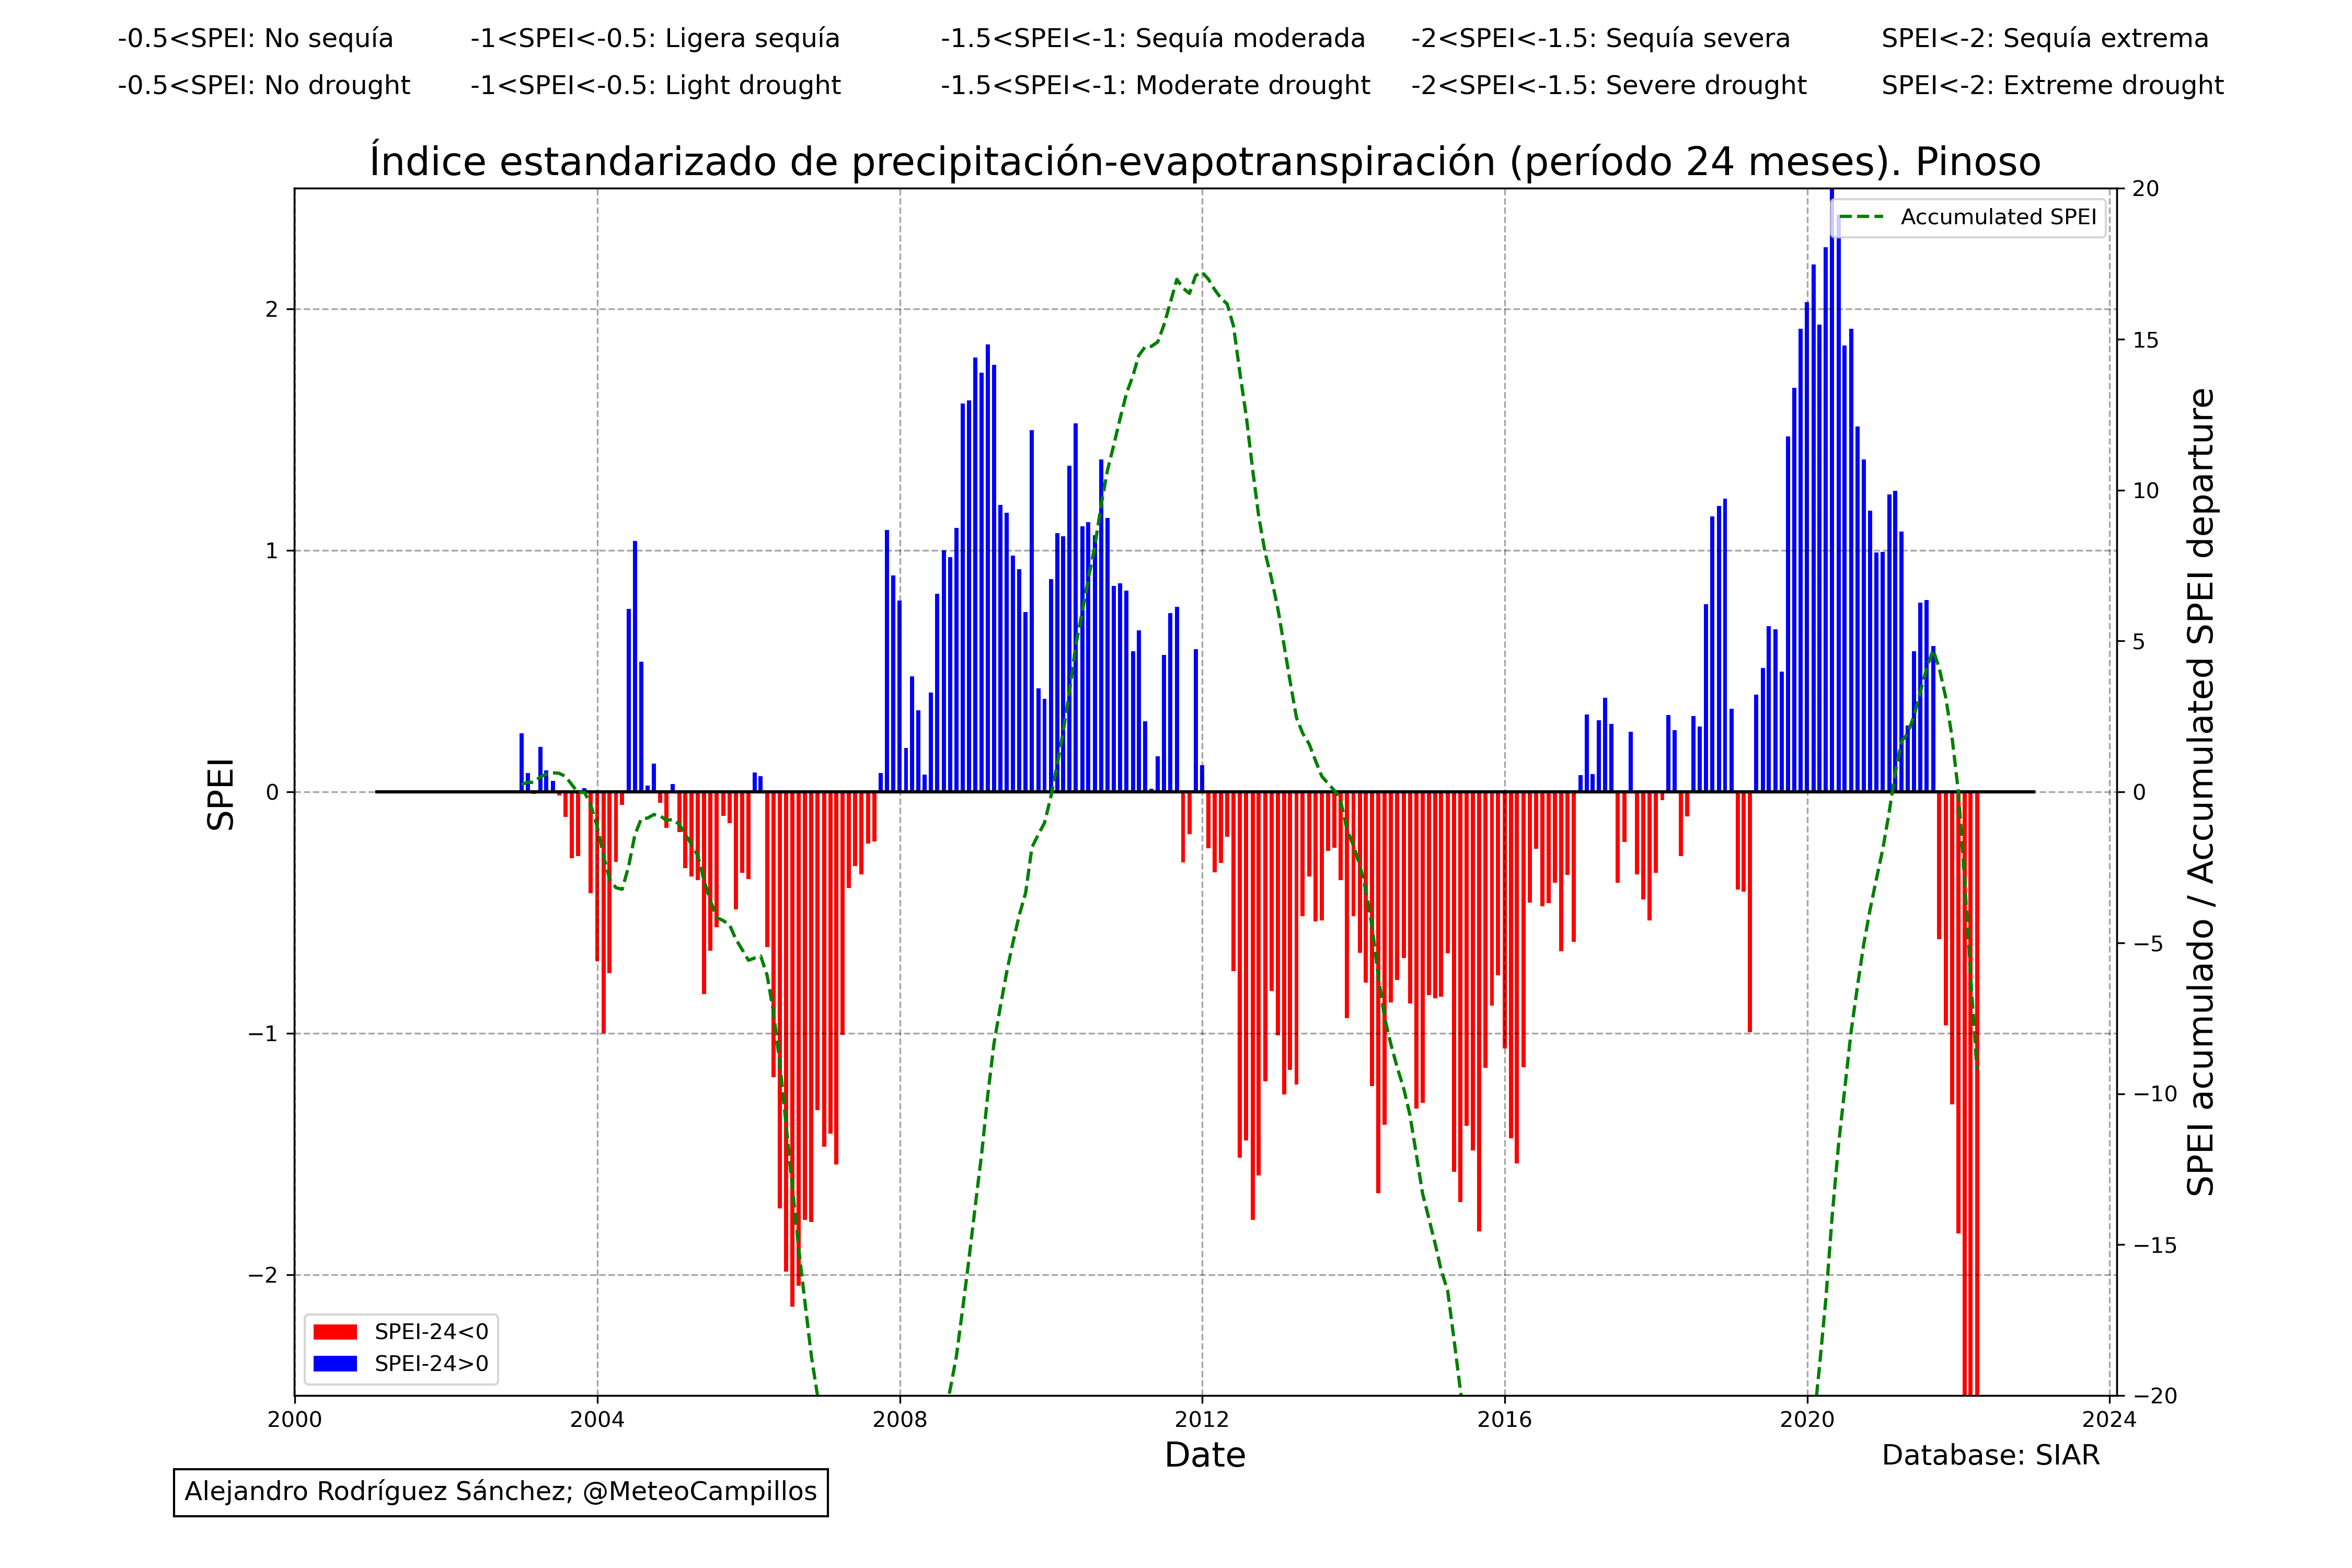 -0.5<SPEI: No sequía -1<SPEI<-0.5: Ligera sequía -1.5<SPEI<-1: Sequía moderada -2<SPEI<-1.5: Sequía severa SPEI<-2: Sequía extrema
-0.5<SPEI: No drought -1<SPEI<-0.5: Light drought -1.5<SPEI<-1: Moderate drought -2<SPEI<-1.5: Severe drought SPEI<-2: Extreme drought
Índice estandarizado de precipitación-evapotranspiración (período 24 meses). Pinoso
Accumulated SPEI
SPEI
2
1
0
−1
−2
20
15
10
5
0
−5
−10
−15
−20
SPEI acumulado / Accumulated SPEI departure
SPEI-24<0
SPEI-24>0
2000 2004 2008 2012 2016 2020 2024
Date
Database: SIAR
Alejandro Rodríguez Sánchez; @MeteoCampillos